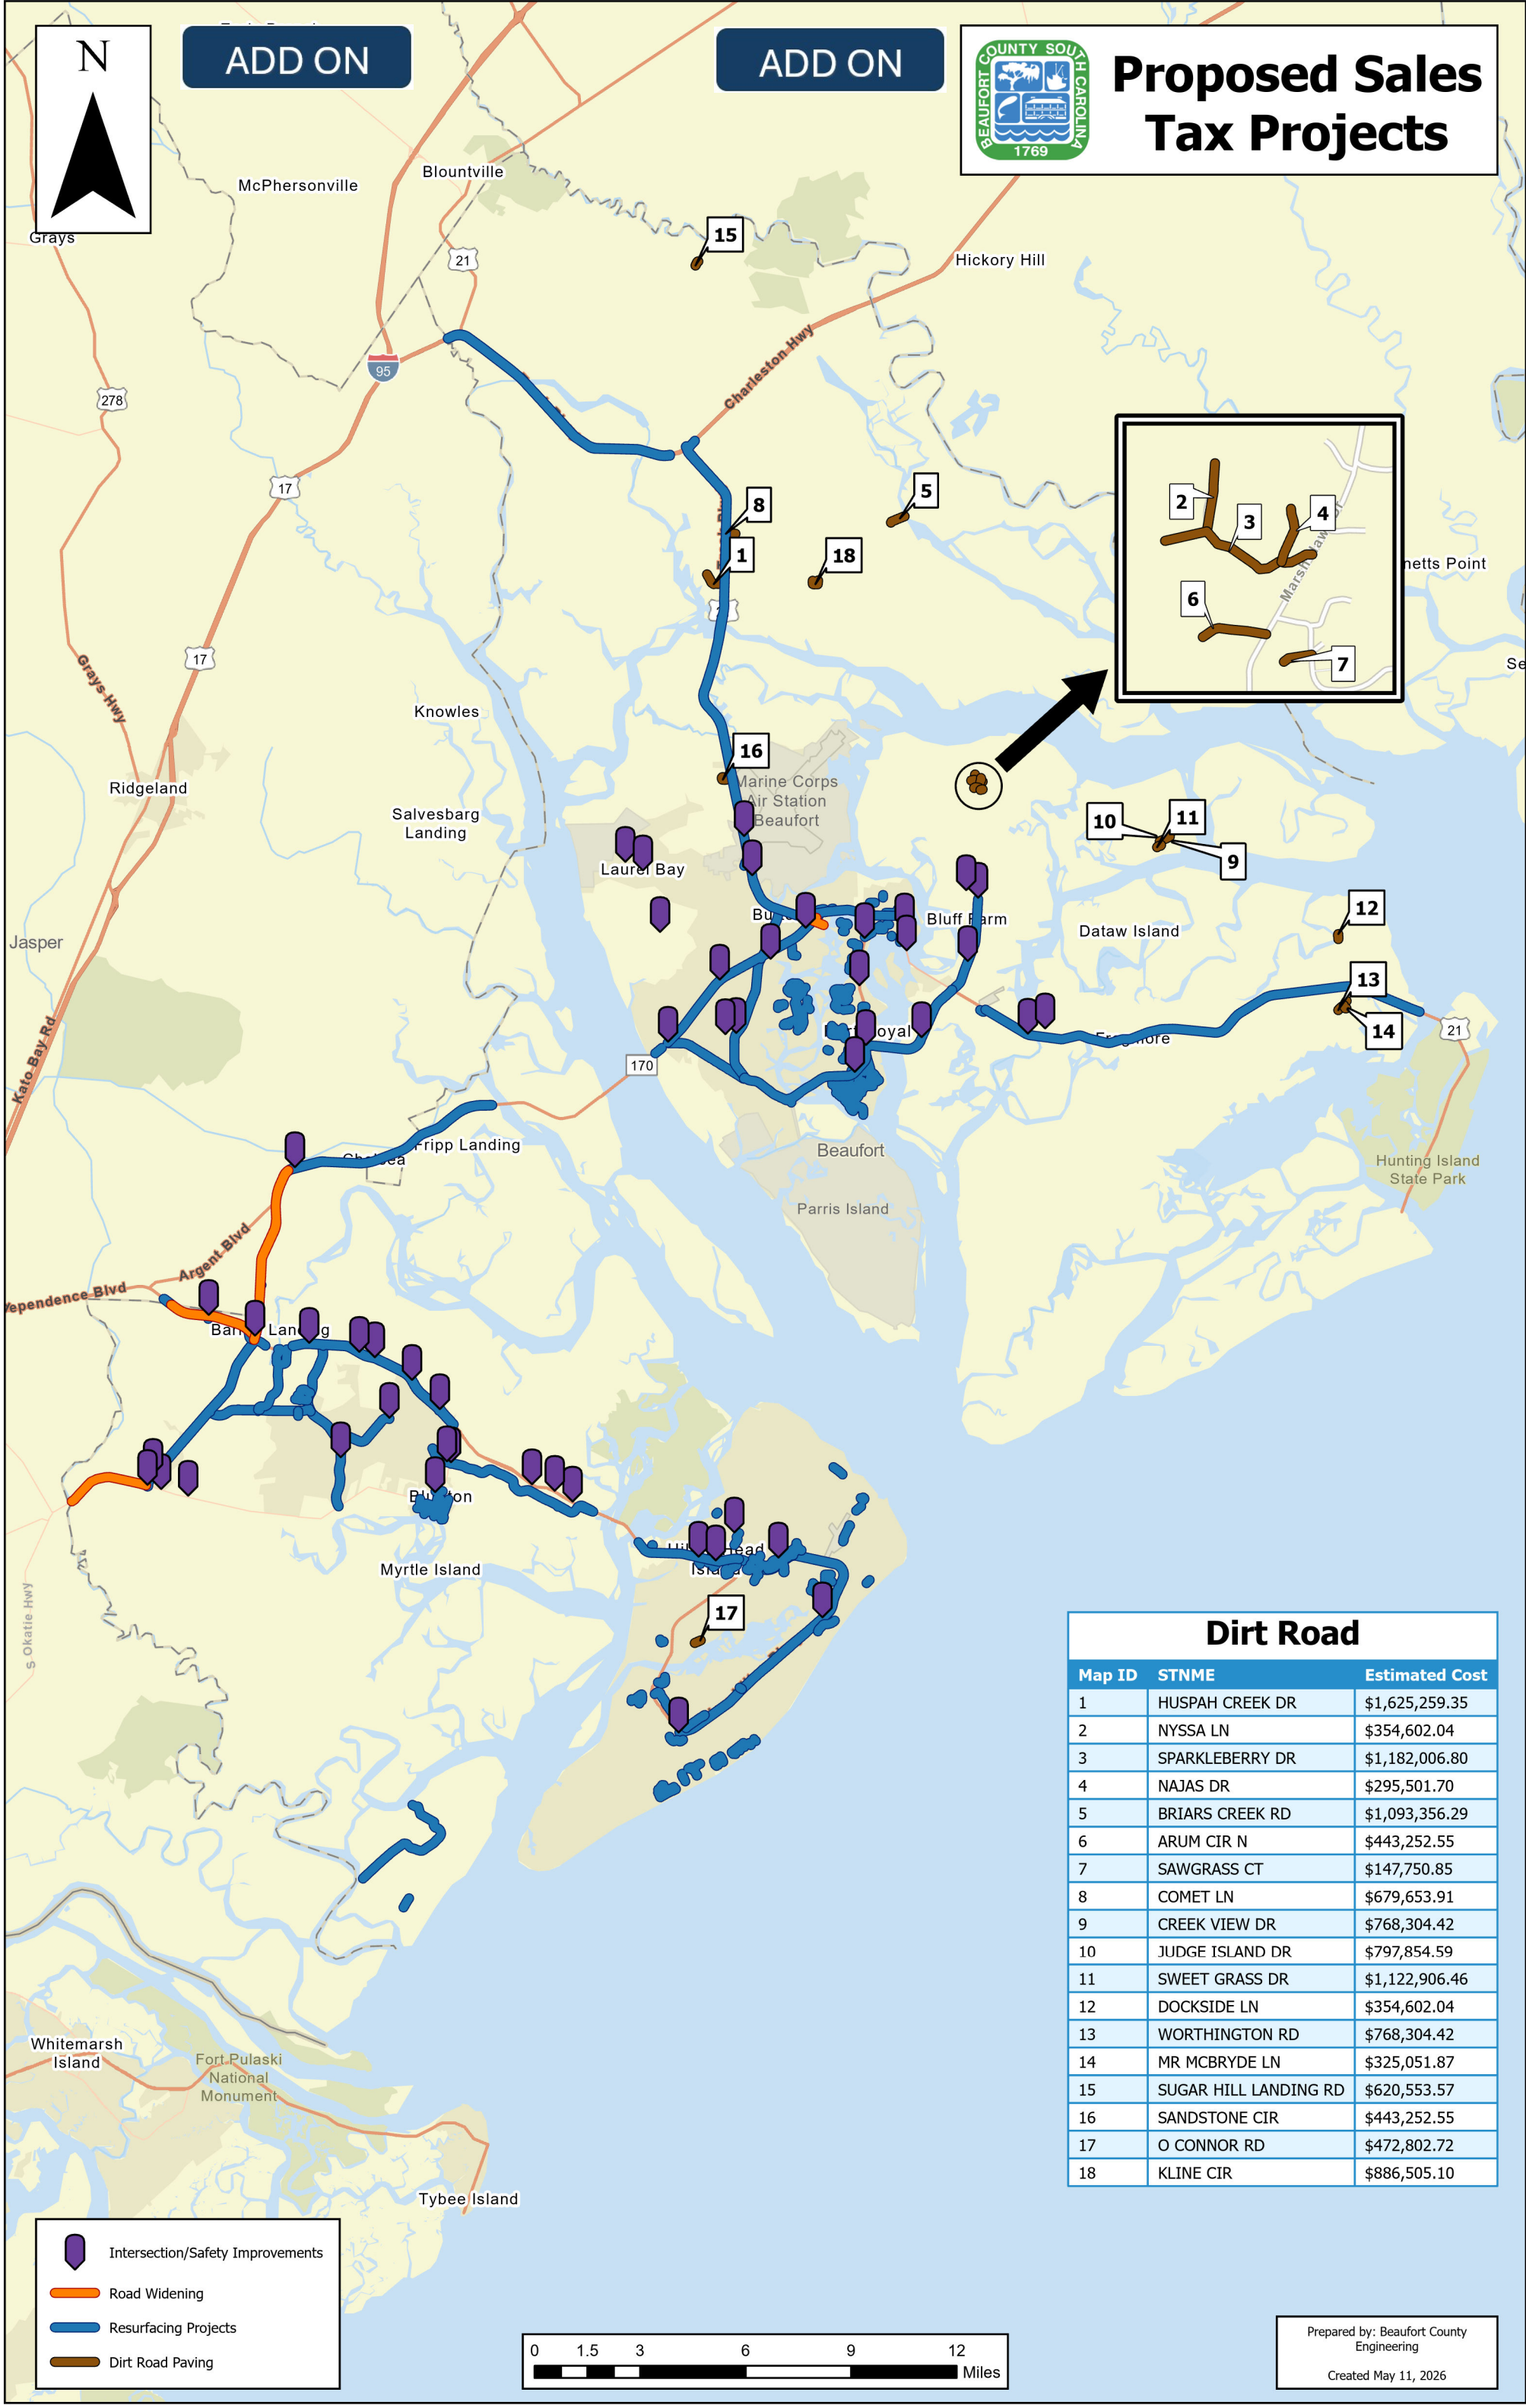 N
ADD ON
ADD ON
BEAUFORT COUNTY SOUTH CAROLINA
1769
Proposed Sales
Tax Projects
McPhersonville
Blountville
Grays
15
Hickory Hill
21
95
Charleston Hwy
278
17
8
5
1
18
2
3
4
6
7
Marsh
netts Point
17
Grays Hwy
Knowles
Se
16
Marine Corps
Air Station
Beaufort
Ridgeland
Salvesbarg
Landing
10
11
9
Laurel Bay
12
Bluff Farm
Dataw Island
Jasper
13
14
21
170
Kato Bay Rd
Fripp Landing
Beaufort
Parris Island
Hunting Island
State Park
Argent Blvd
ependence Blvd
Myrtle Island
S Okatie Hwy
17
Whitemarsh
Island
Fort Pulaski
National
Monument
Tybee Island
Dirt Road
Map ID STNME Estimated Cost
1 HUSPAH CREEK DR $1,625,259.35
2 NYSSA LN $354,602.04
3 SPARKLEBERRY DR $1,182,006.80
4 NAJAS DR $295,501.70
5 BRIARS CREEK RD $1,093,356.29
6 ARUM CIR N $443,252.55
7 SAWGRASS CT $147,750.85
8 COMET LN $679,653.91
9 CREEK VIEW DR $768,304.42
10 JUDGE ISLAND DR $797,854.59
11 SWEET GRASS DR $1,122,906.46
12 DOCKSIDE LN $354,602.04
13 WORTHINGTON RD $768,304.42
14 MR MCBRYDE LN $325,051.87
15 SUGAR HILL LANDING RD $620,553.57
16 SANDSTONE CIR $443,252.55
17 O CONNOR RD $472,802.72
18 KLINE CIR $886,505.10
Intersection/Safety Improvements
Road Widening
Resurfacing Projects
Dirt Road Paving
0 1.5 3 6 9 12
Miles
Prepared by: Beaufort County
Engineering
Created May 11, 2026